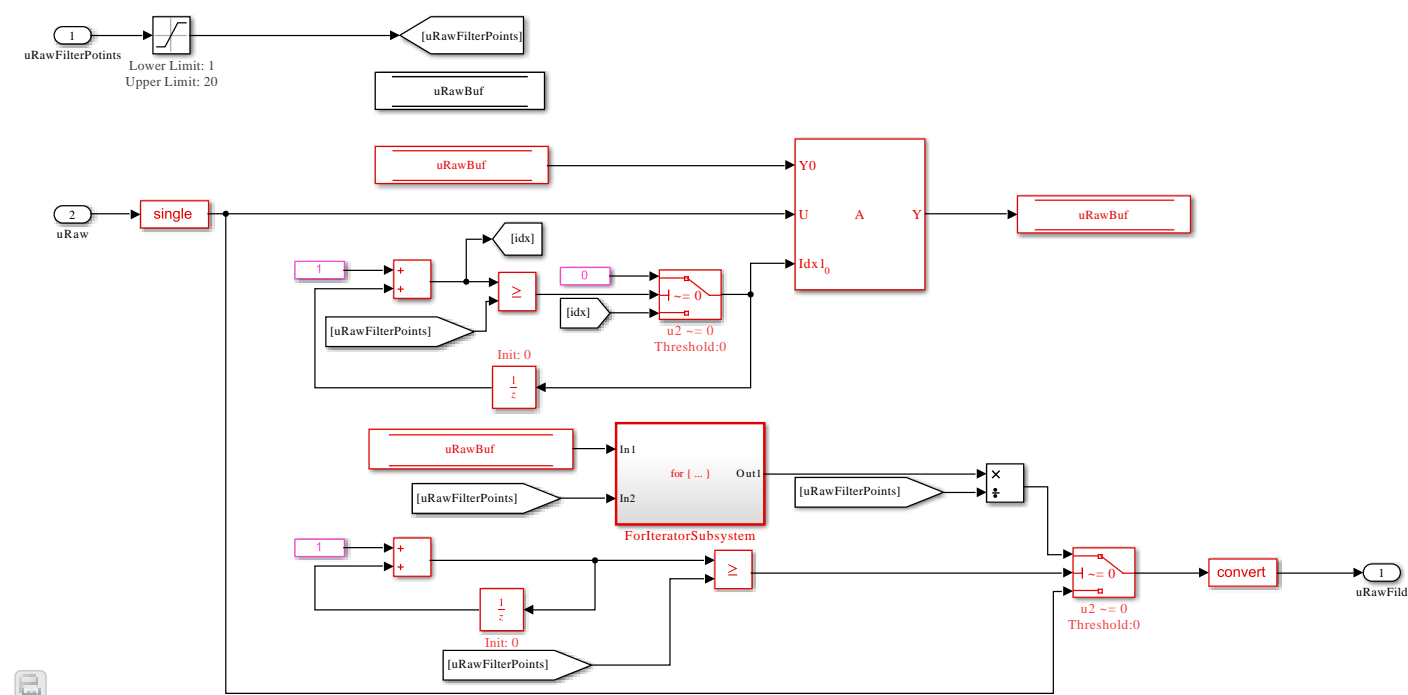 1
uRawFilterPotints
Lower Limit: 1
Upper Limit: 20
[uRawFilterPoints]
uRawBuf
uRawBuf
Y0
U
A
Y
Idx1₀
uRawBuf
2
uRaw
single
[idx]
1
+
+
≥
0
[idx]
~= 0
u2 ~= 0
Threshold:0
[uRawFilterPoints]
Init: 0
1
z
uRawBuf
In1
for { ... }
Out1
In2
[uRawFilterPoints]
ForIteratorSubsystem
[uRawFilterPoints]
×
÷
1
+
+
≥
1
z
Init: 0
[uRawFilterPoints]
~= 0
u2 ~= 0
Threshold:0
convert
1
uRawFild